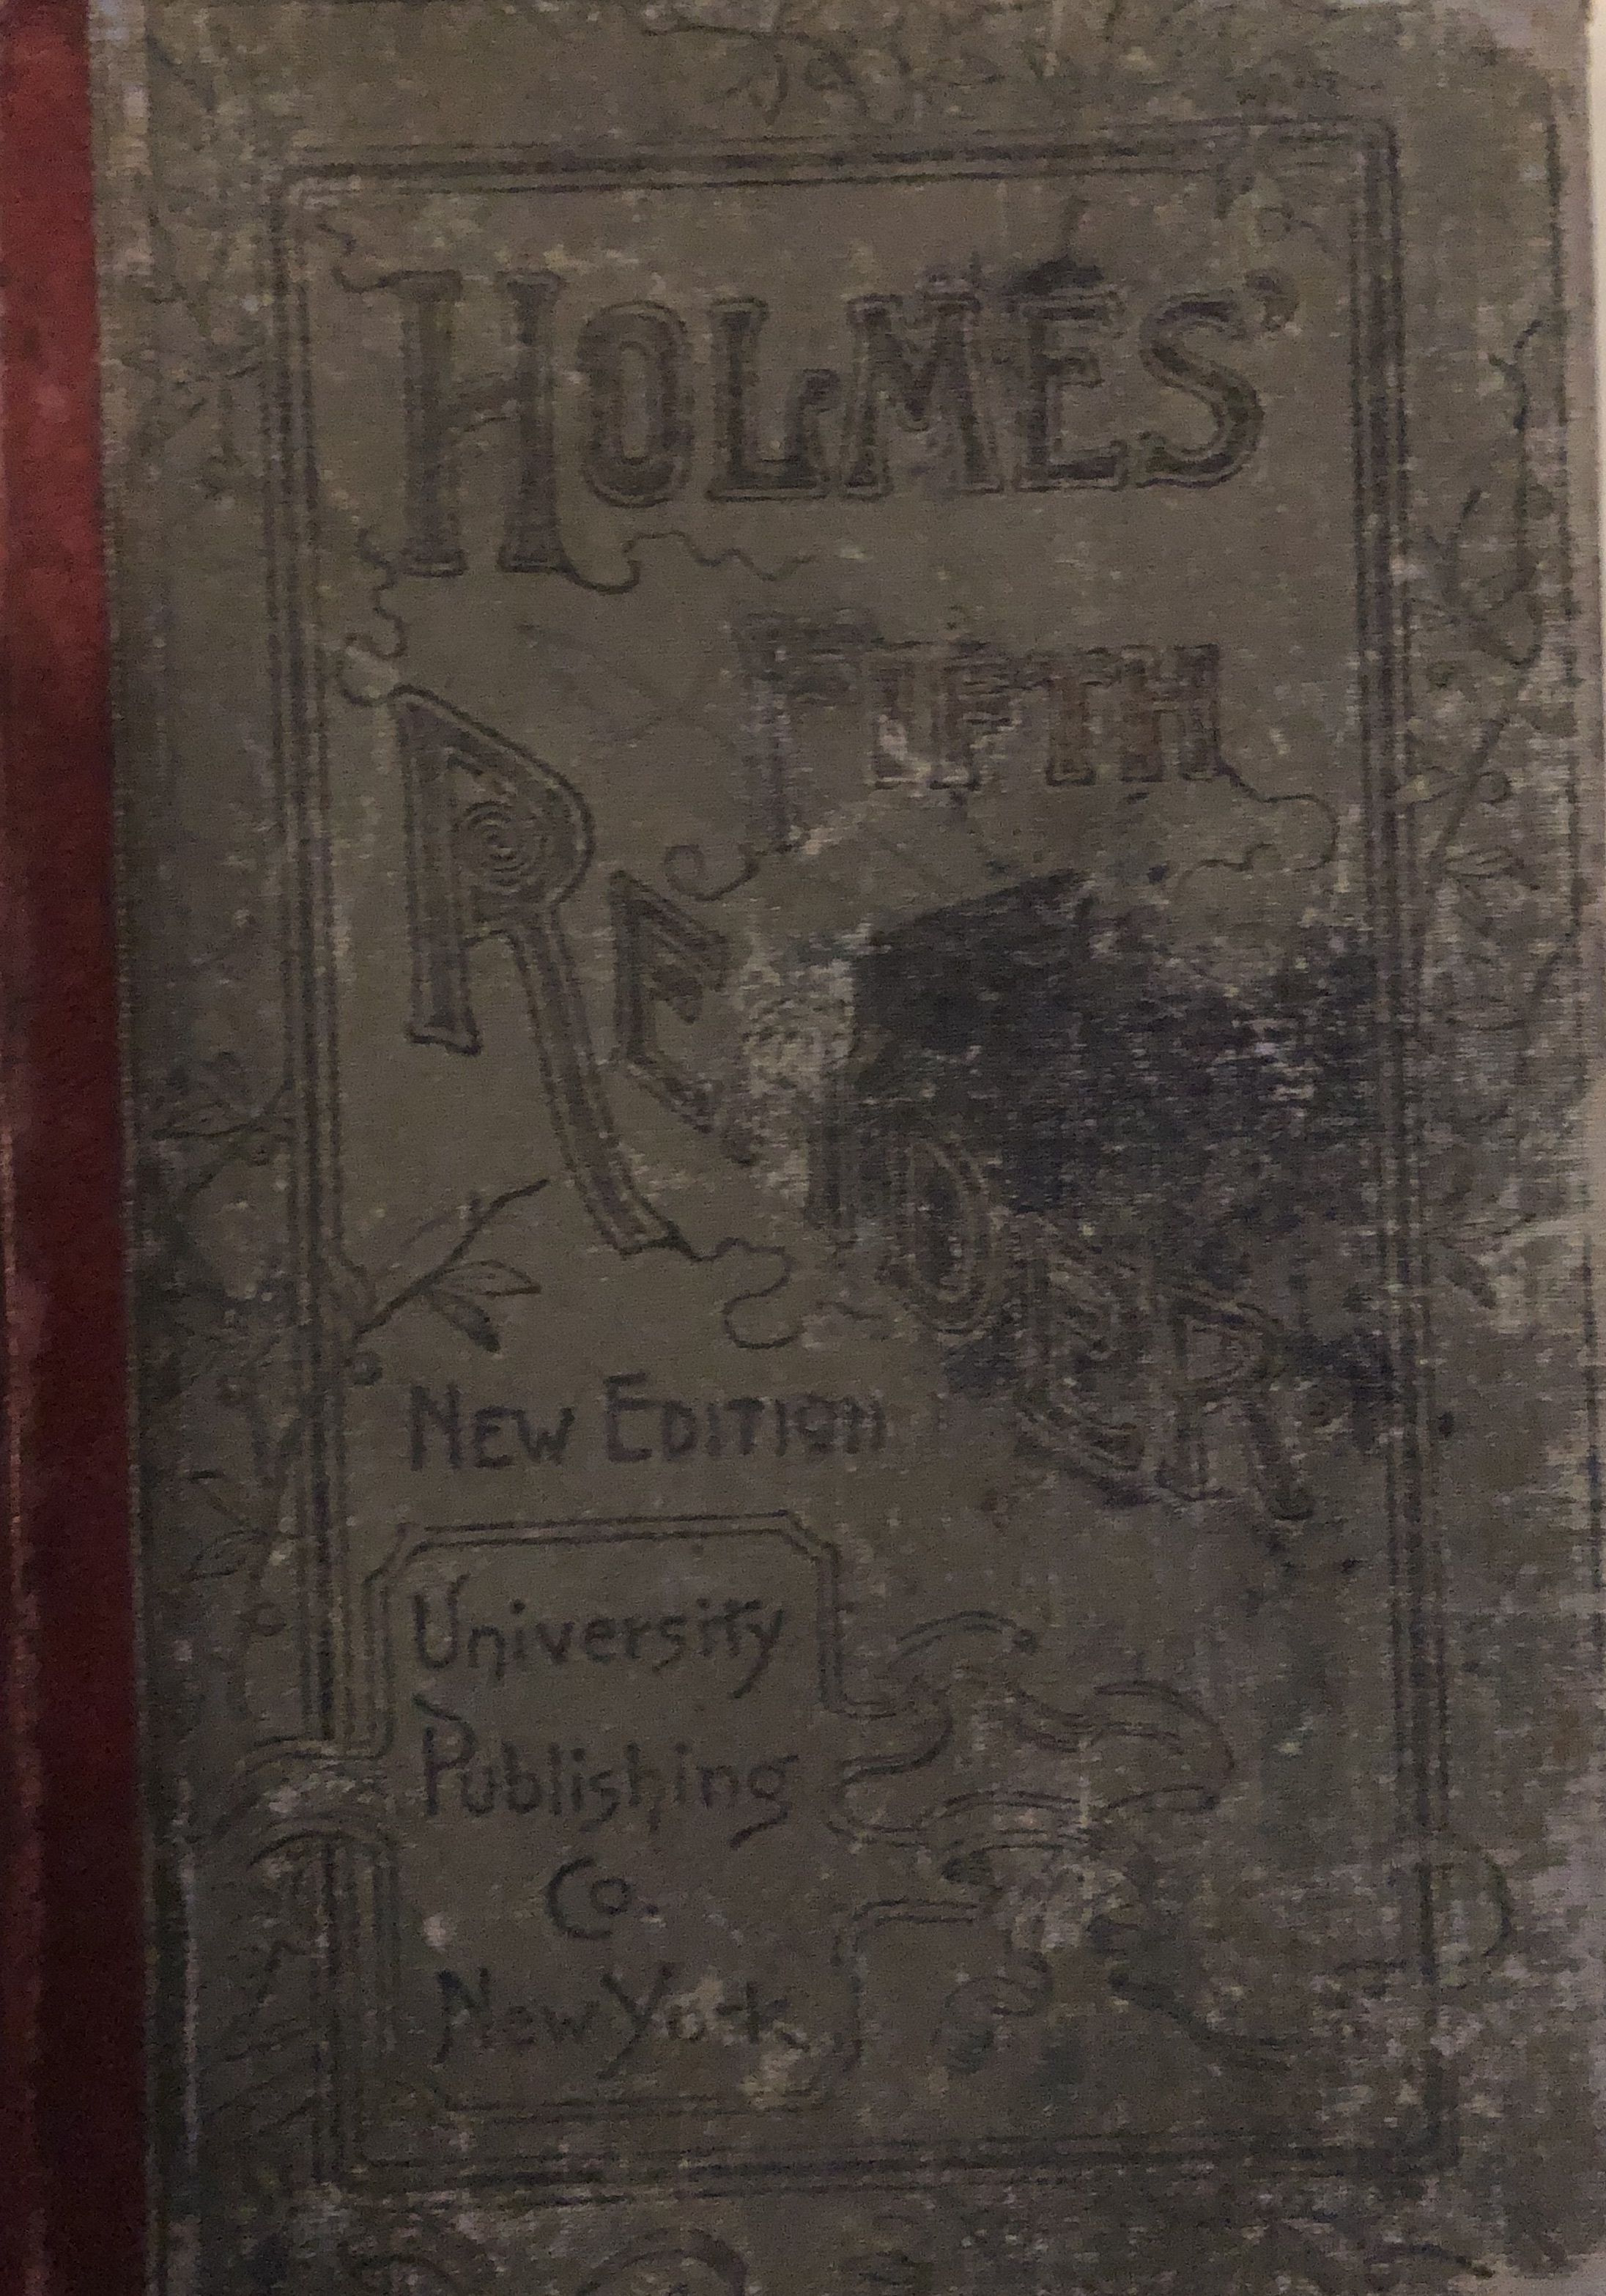 HOLMES'
FIFTH
READER
NEW EDITION
University
Publishing
Co.
New York